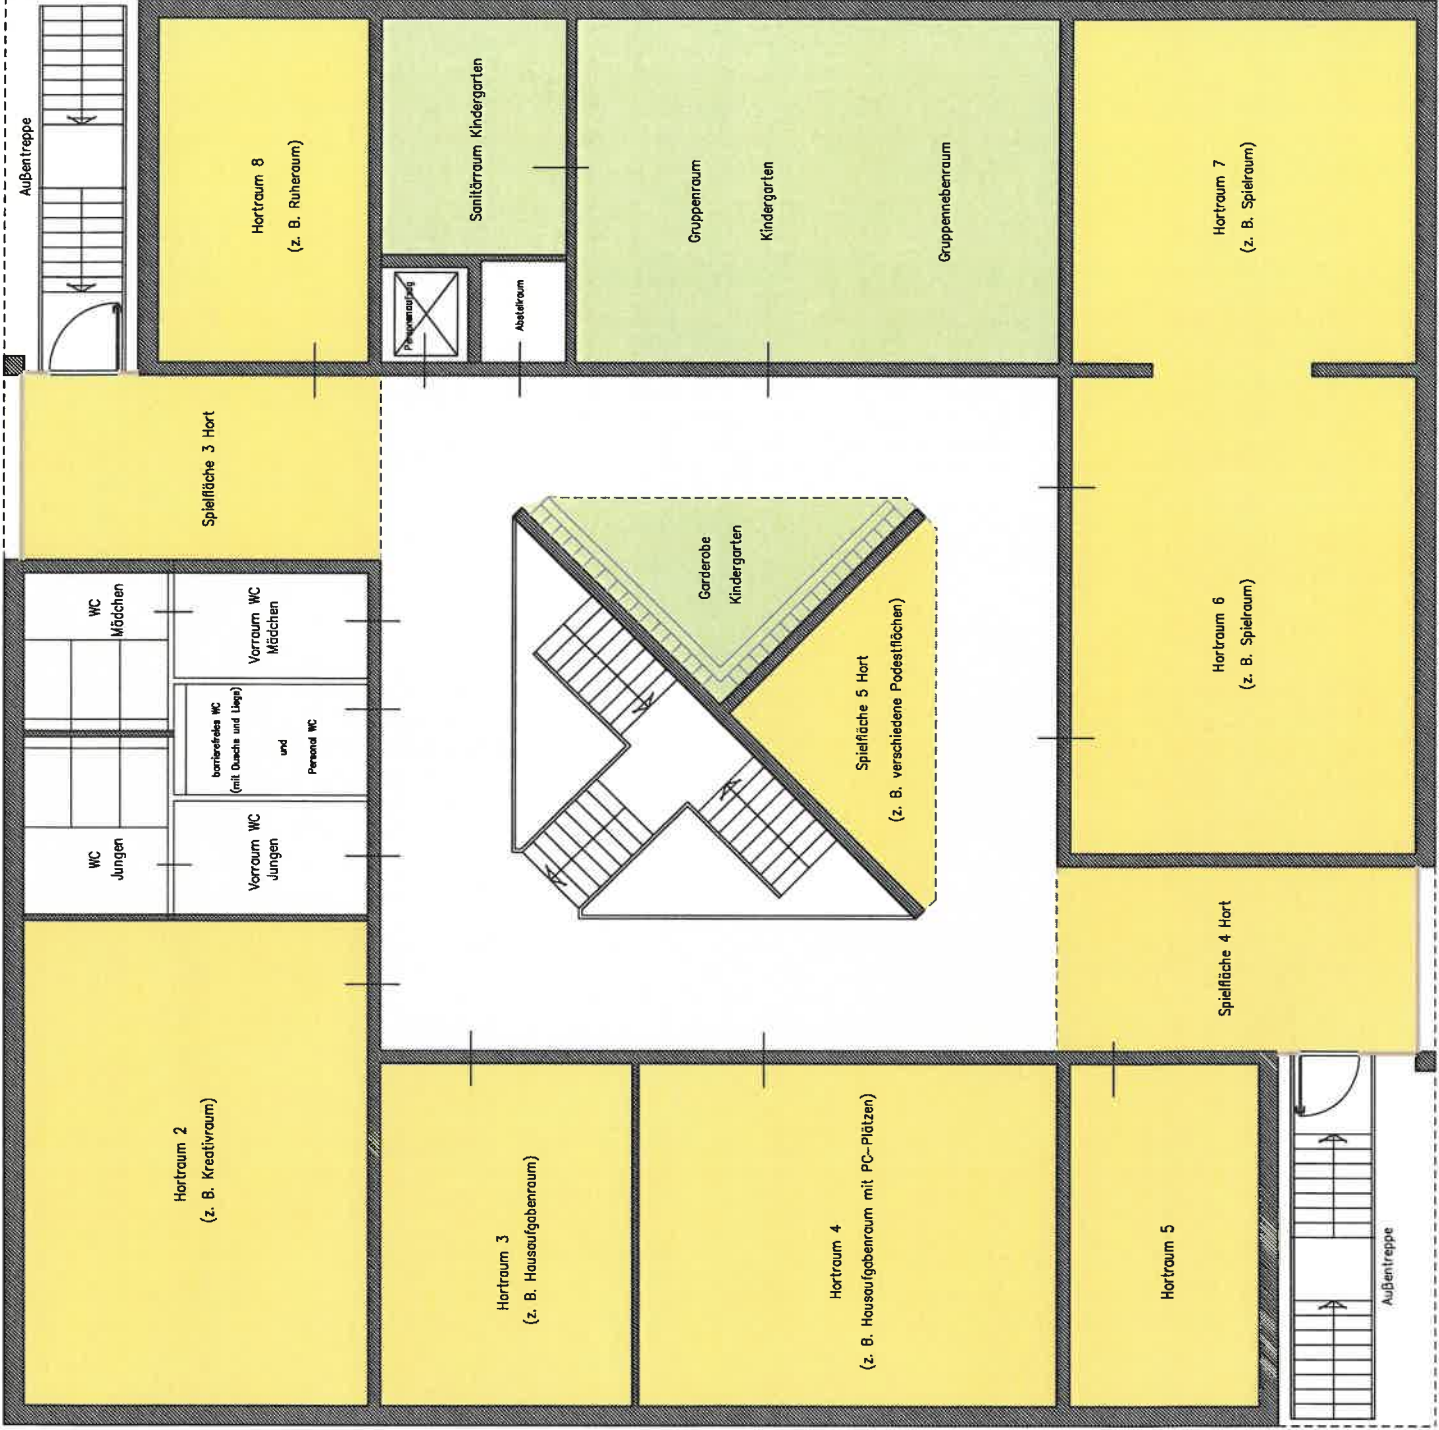 Außentreppe
Hortraum 8
(z. B. Ruheraum)
Sanitärraum Kindergarten
Personenaufzug
Abstellraum
Gruppenraum
Kindergarten
Gruppennebenraum
Hortraum 7
(z. B. Spielraum)
Spielfläche 3 Hort
WC
Mädchen
Vorraum WC
Mädchen
barrierefreies WC
(mit Dusche und Liege)
und
Personal WC
WC
Jungen
Vorraum WC
Jungen
Garderobe
Kindergarten
Spielfläche 5 Hort
(z. B. verschiedene Podestflächen)
Hortraum 6
(z. B. Spielraum)
Spielfläche 4 Hort
Hortraum 2
(z. B. Kreativraum)
Hortraum 3
(z. B. Hausaufgabenraum)
Hortraum 4
(z. B. Hausaufgabenraum mit PC-Plätzen)
Hortraum 5
Außentreppe